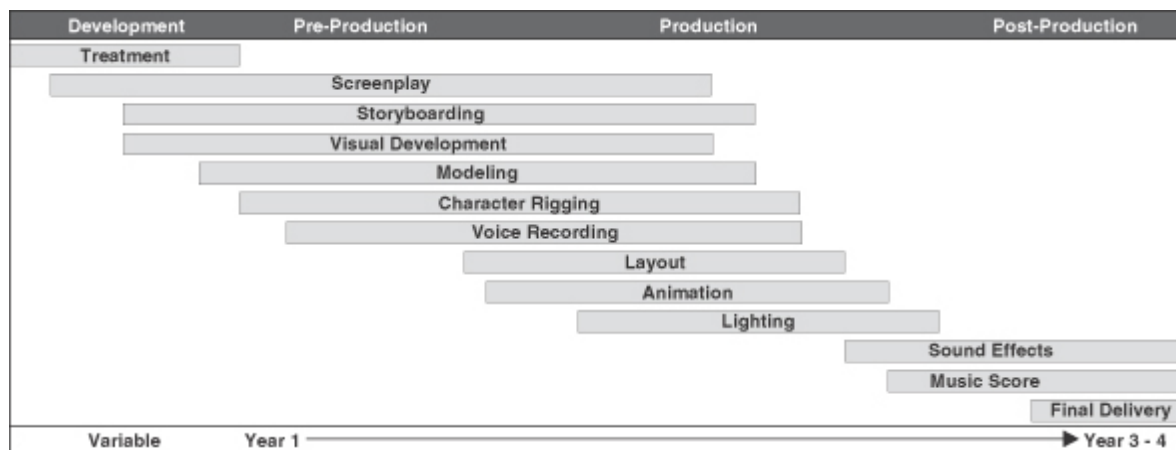 Development Pre-Production Production Post-Production
Treatment
Screenplay
Storyboarding
Visual Development
Modeling
Character Rigging
Voice Recording
Layout
Animation
Lighting
Sound Effects
Music Score
Final Delivery
Variable Year 1 Year 3 - 4